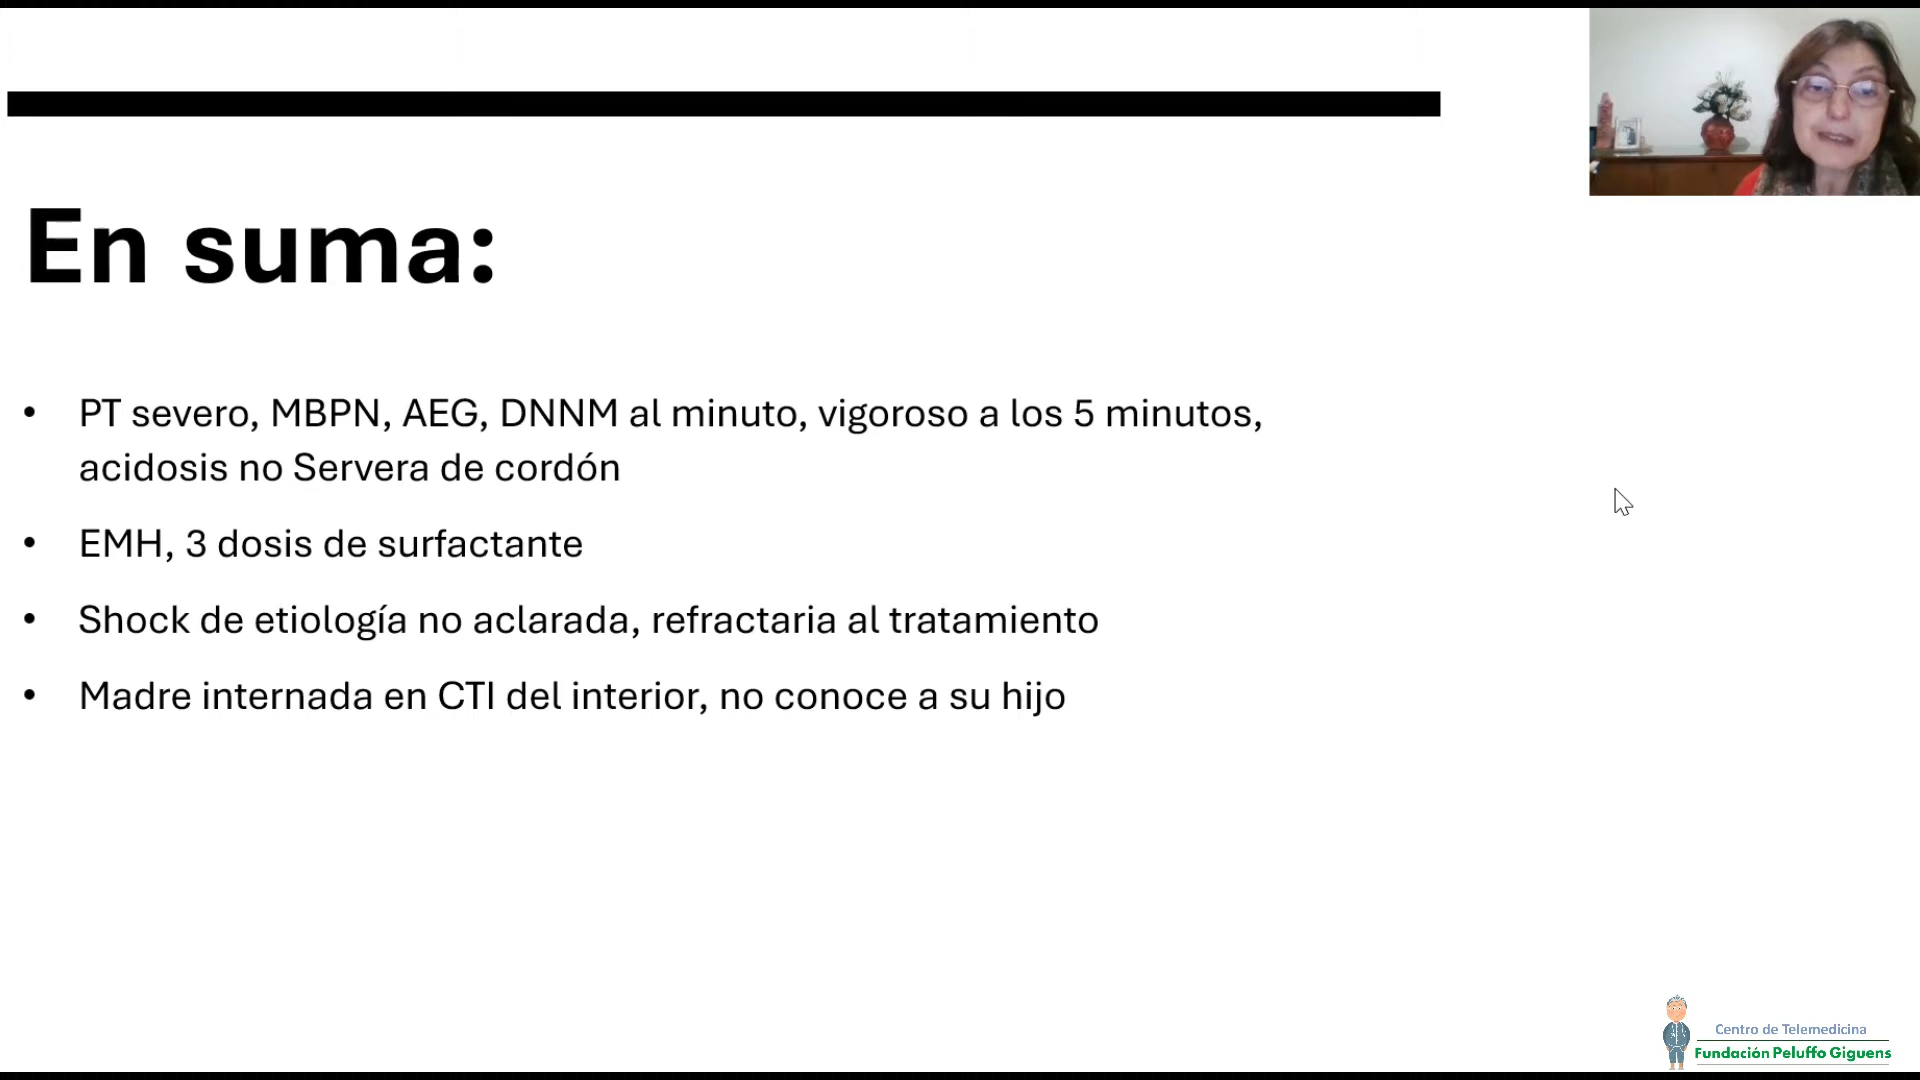 En suma:
• PT severo, MBPN, AEG, DNNM al minuto, vigoroso a los 5 minutos,
acidosis no Servera de cordón
• EMH, 3 dosis de surfactante
• Shock de etiología no aclarada, refractaria al tratamiento
• Madre internada en CTI del interior, no conoce a su hijo
Centro de Telemedicina
Fundación Peluffo Giguens